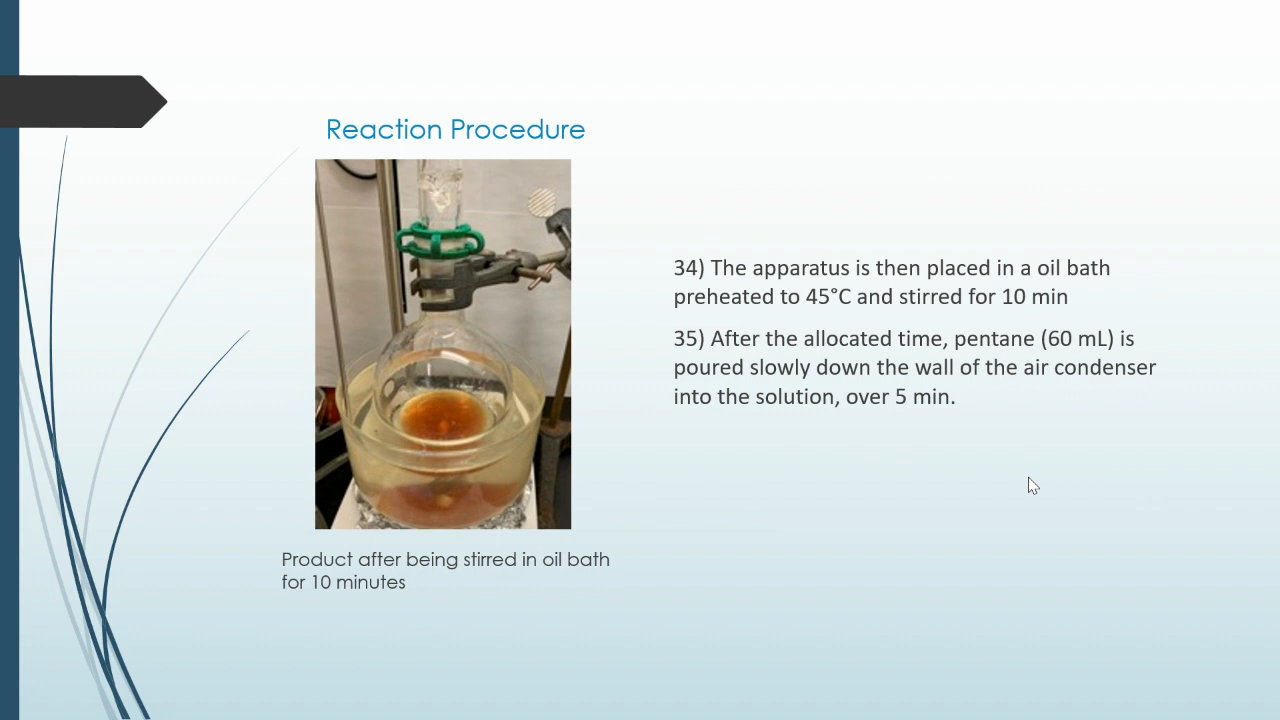 Reaction Procedure
34) The apparatus is then placed in a oil bath
preheated to 45°C and stirred for 10 min
35) After the allocated time, pentane (60 mL) is
poured slowly down the wall of the air condenser
into the solution, over 5 min.
Product after being stirred in oil bath
for 10 minutes